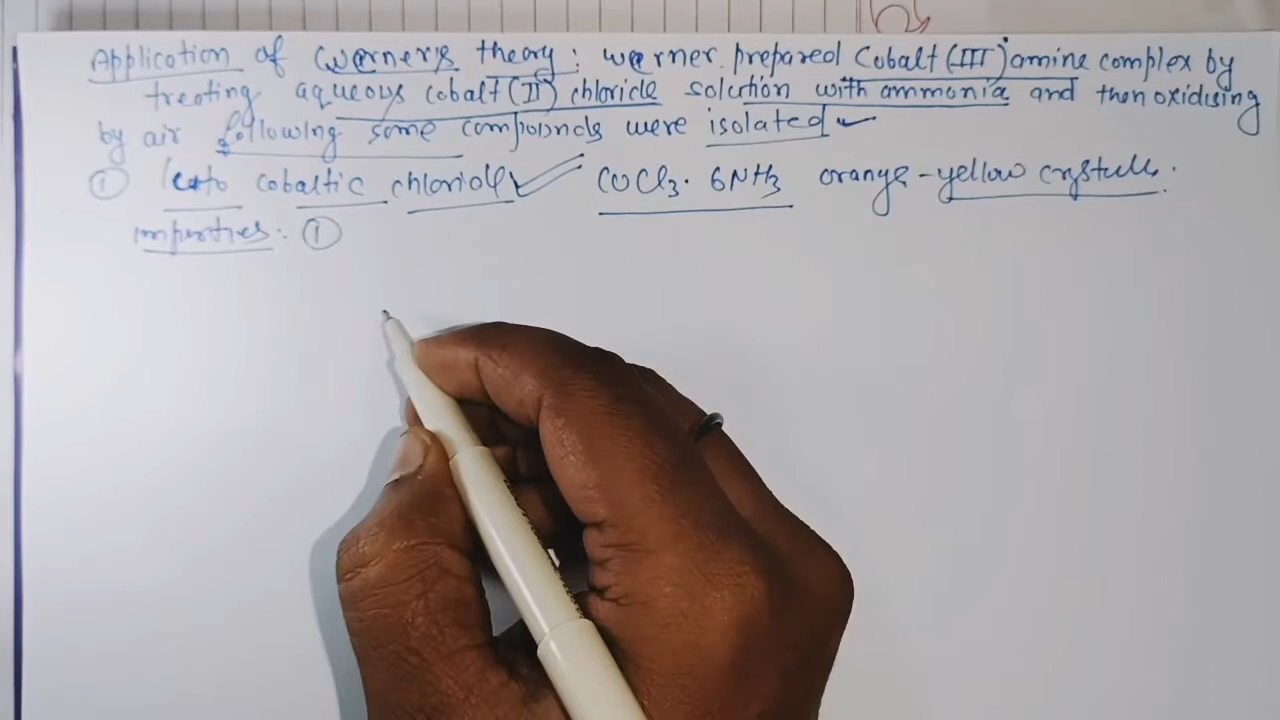 Application of Werner's theory : Werner prepared Cobalt (III) amine complex by
treating aqueous cobalt (II) chloride solution with ammonia and then oxidising
by air following some compounds were isolated
① Luto cobaltic chloride COCl3. 6NH3 orange-yellow crystalls.
Properties: ①